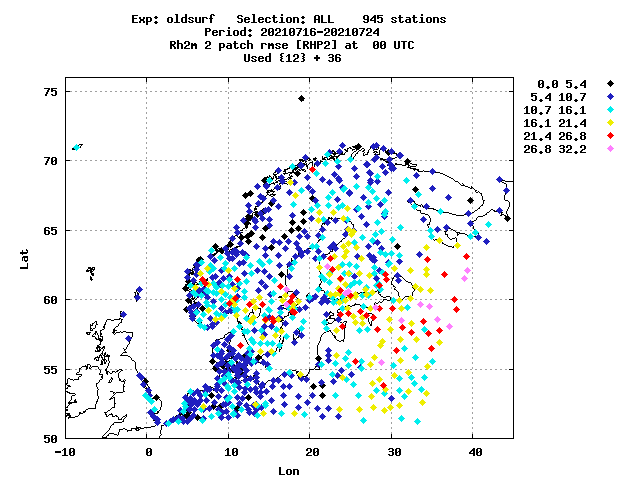 Exp: oldsurf   Selection: ALL    945 stations
Period: 20210716-20210724
Rh2m 2 patch rmse [RHP2] at  00 UTC
Used {12} + 36
0.0 5.4
5.4 10.7
10.7 16.1
16.1 21.4
21.4 26.8
26.8 32.2
75
70
65
60
55
50
Lat
-10 0 10 20 30 40
Lon